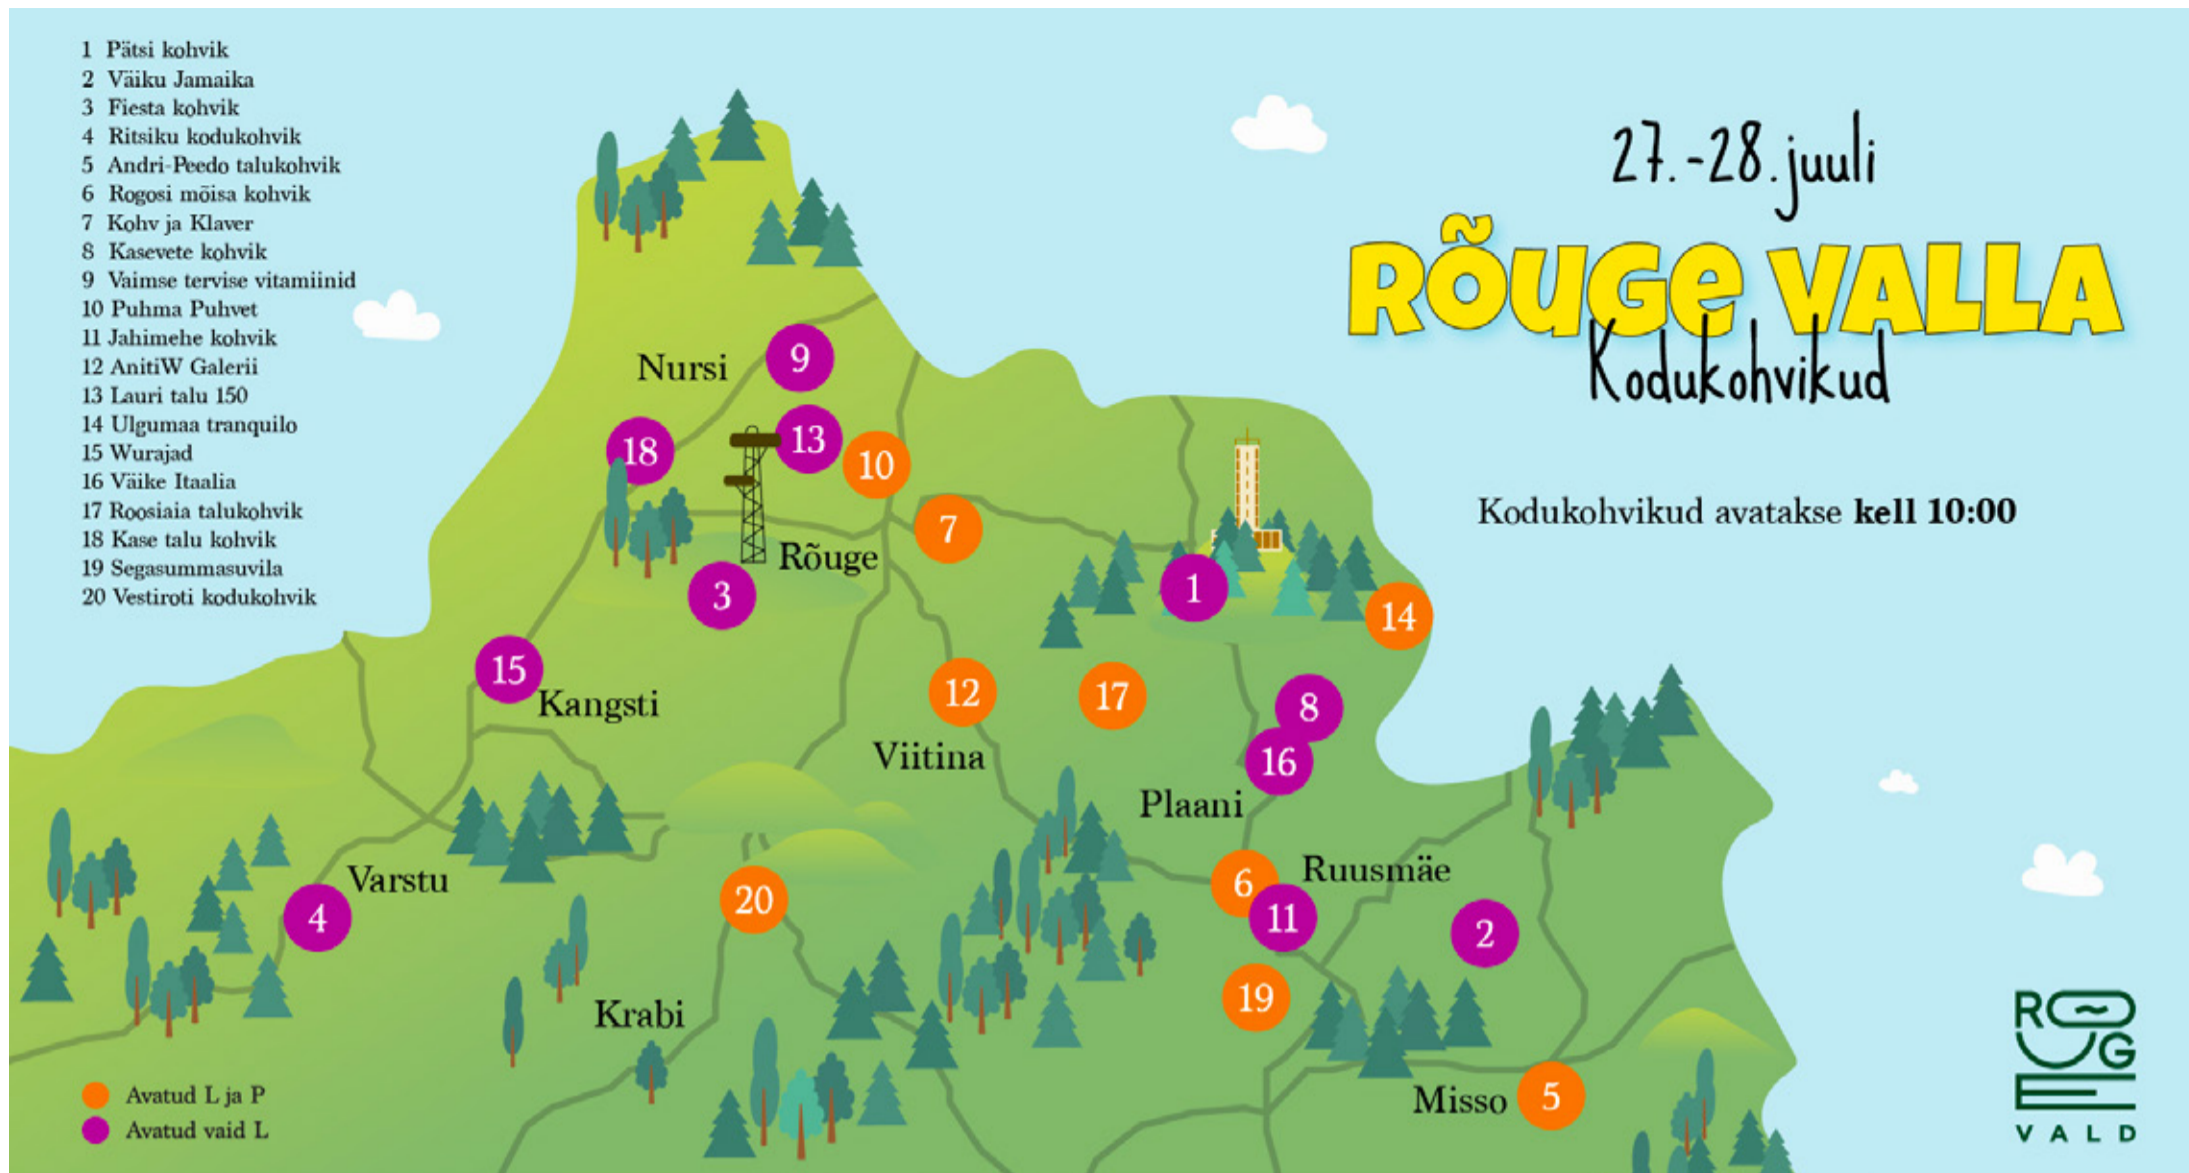 1 Pätsi kohvik
2 Väiku Jamaika
3 Fiesta kohvik
4 Ritsiku kodukohvik
5 Andri-Peedo talukohvik
6 Rogosi mõisa kohvik
7 Kohv ja Klaver
8 Kasevete kohvik
9 Vaimse tervise vitamiinid
10 Puhma Puhvet
11 Jahimehe kohvik
12 AnitiW Galerii
13 Lauri talu 150
14 Ulgumaa tranquilo
15 Wurajad
16 Väike Itaalia
17 Roosiaia talukohvik
18 Kase talu kohvik
19 Segasummasuvila
20 Vestiroti kodukohvik
27.-28.juuli
RÕUGE VALLA
Kodukohvikud
Kodukohvikud avatakse kell 10:00
Nursi
9
18
13
10
7
Rõuge
3
1
14
15
Kangsti
12
17
8
Viitina
16
Plaani
Varstu
4
20
6
Ruusmäe
11
2
19
Krabi
Misso
5
Avatud L ja P
Avatud vaid L
RÕUGE
VALD